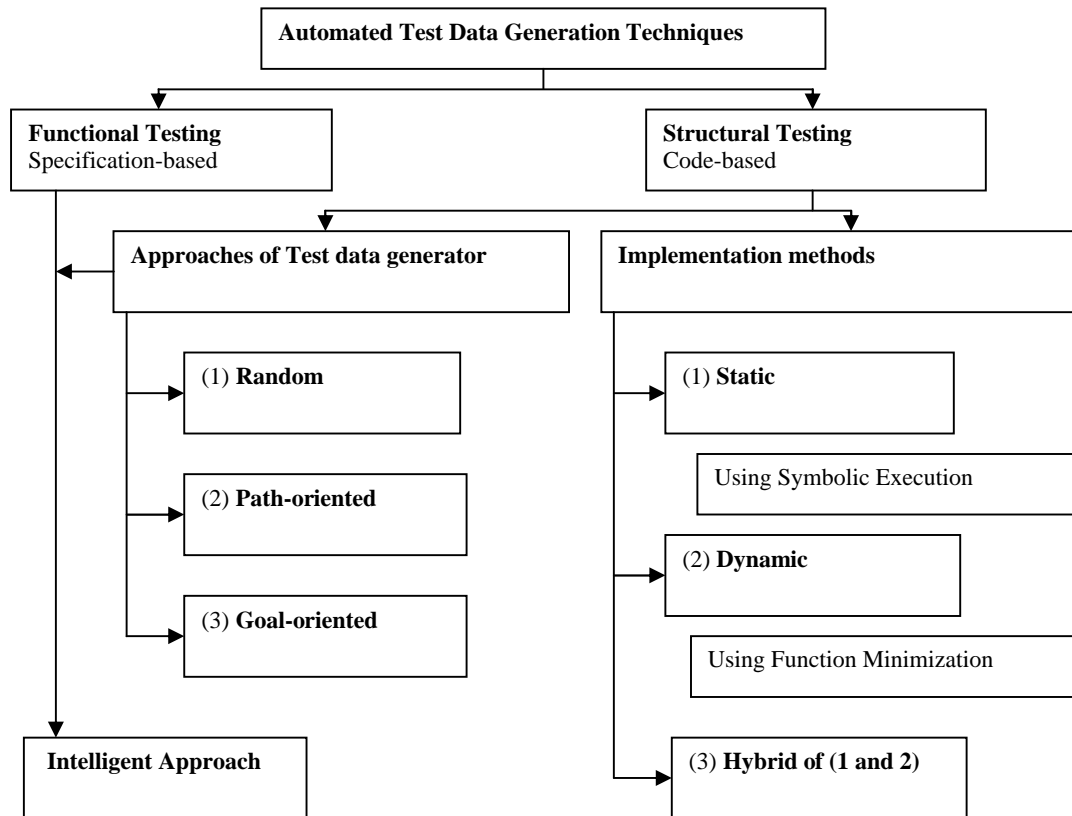 Automated Test Data Generation Techniques
Functional Testing
Specification-based
Structural Testing
Code-based
Approaches of Test data generator
Implementation methods
(1) Random
(1) Static
Using Symbolic Execution
(2) Path-oriented
(2) Dynamic
(3) Goal-oriented
Using Function Minimization
Intelligent Approach
(3) Hybrid of (1 and 2)